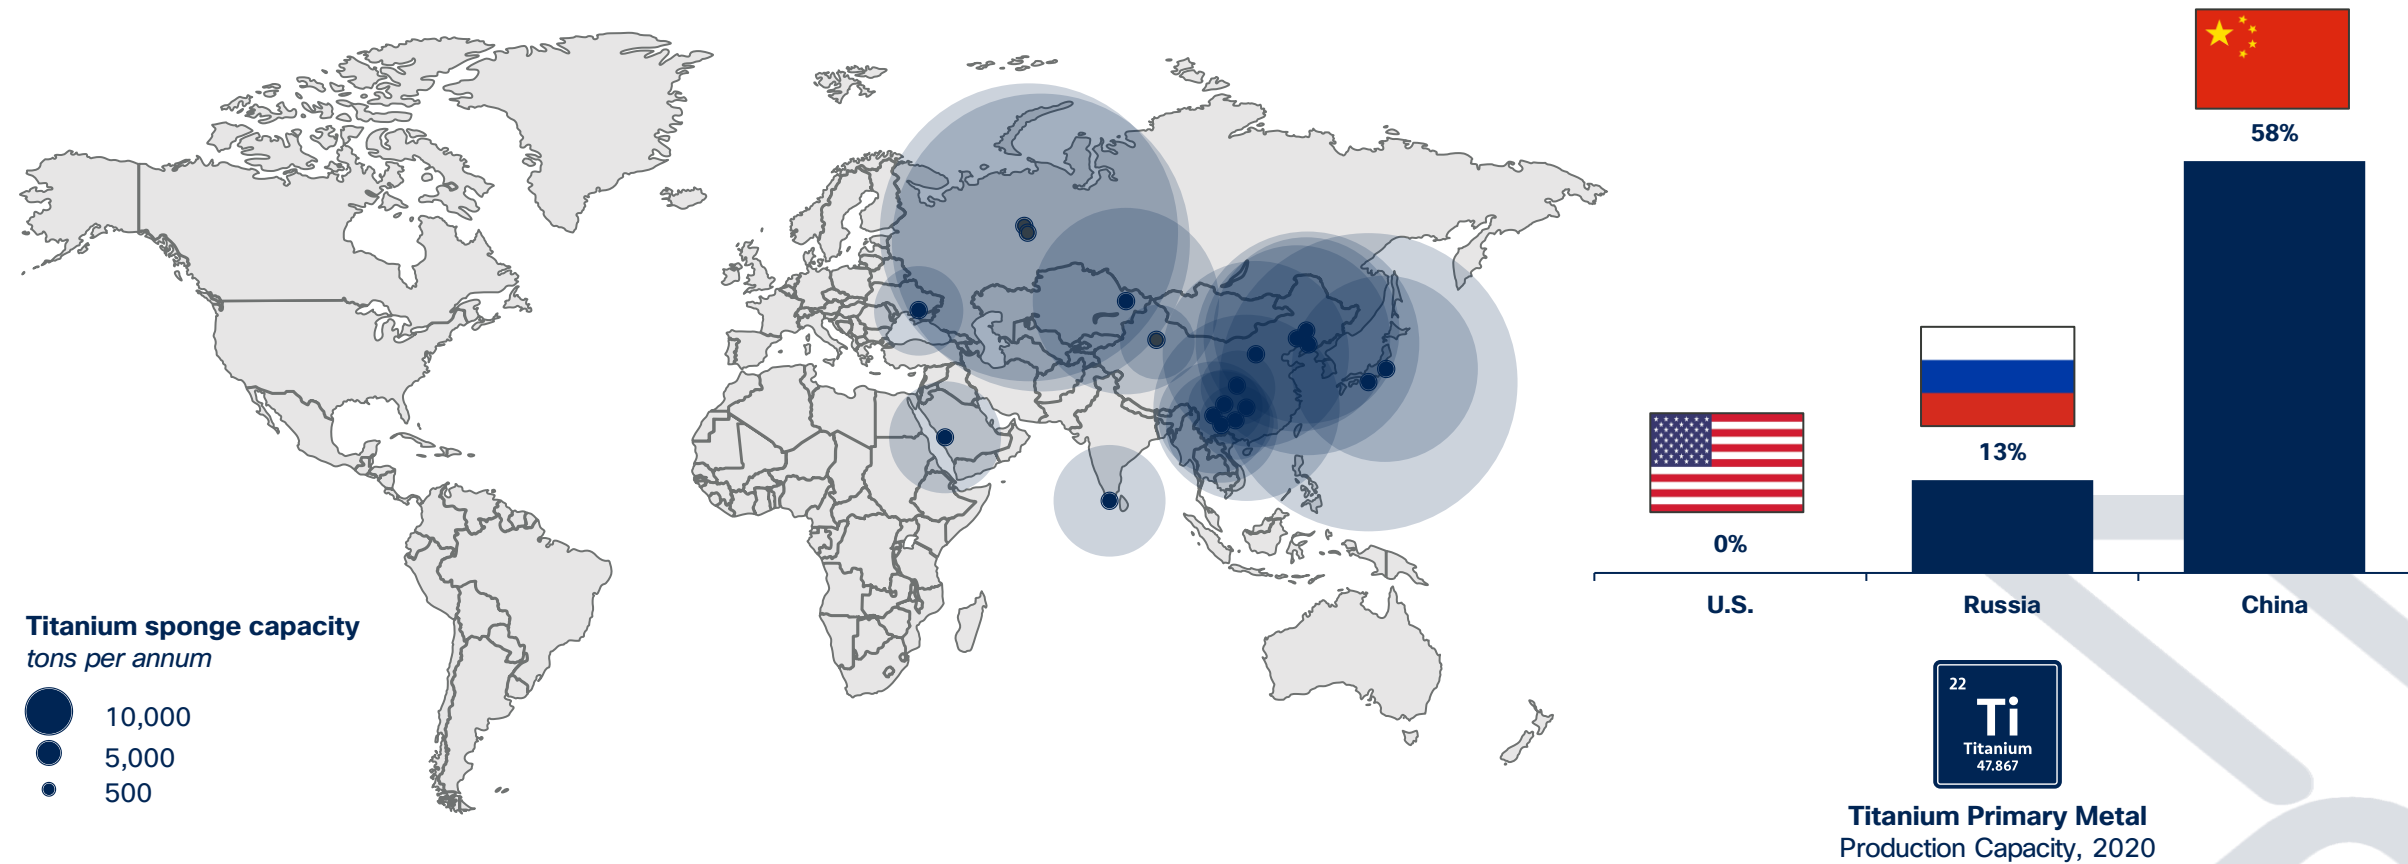 Titanium sponge capacity
tons per annum
10,000
5,000
500
0%
13%
58%
U.S.
Russia
China
22
Ti
Titanium
47.867
Titanium Primary Metal
Production Capacity, 2020